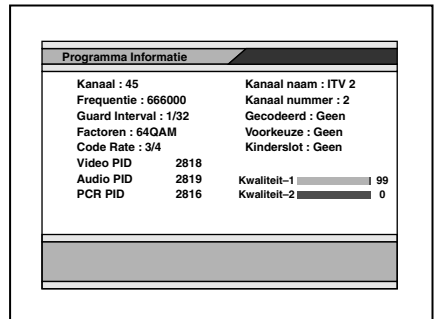 Programma Informatie
Kanaal : 45
Frequentie : 666000
Guard Interval : 1/32
Factoren : 64QAM
Code Rate : 3/4
Video PID 2818
Audio PID 2819
PCR PID 2816
Kanaal naam : ITV 2
Kanaal nummer : 2
Gecodeerd : Geen
Voorkeuze : Geen
Kinderslot : Geen
Kwaliteit–1 99
Kwaliteit–2 0